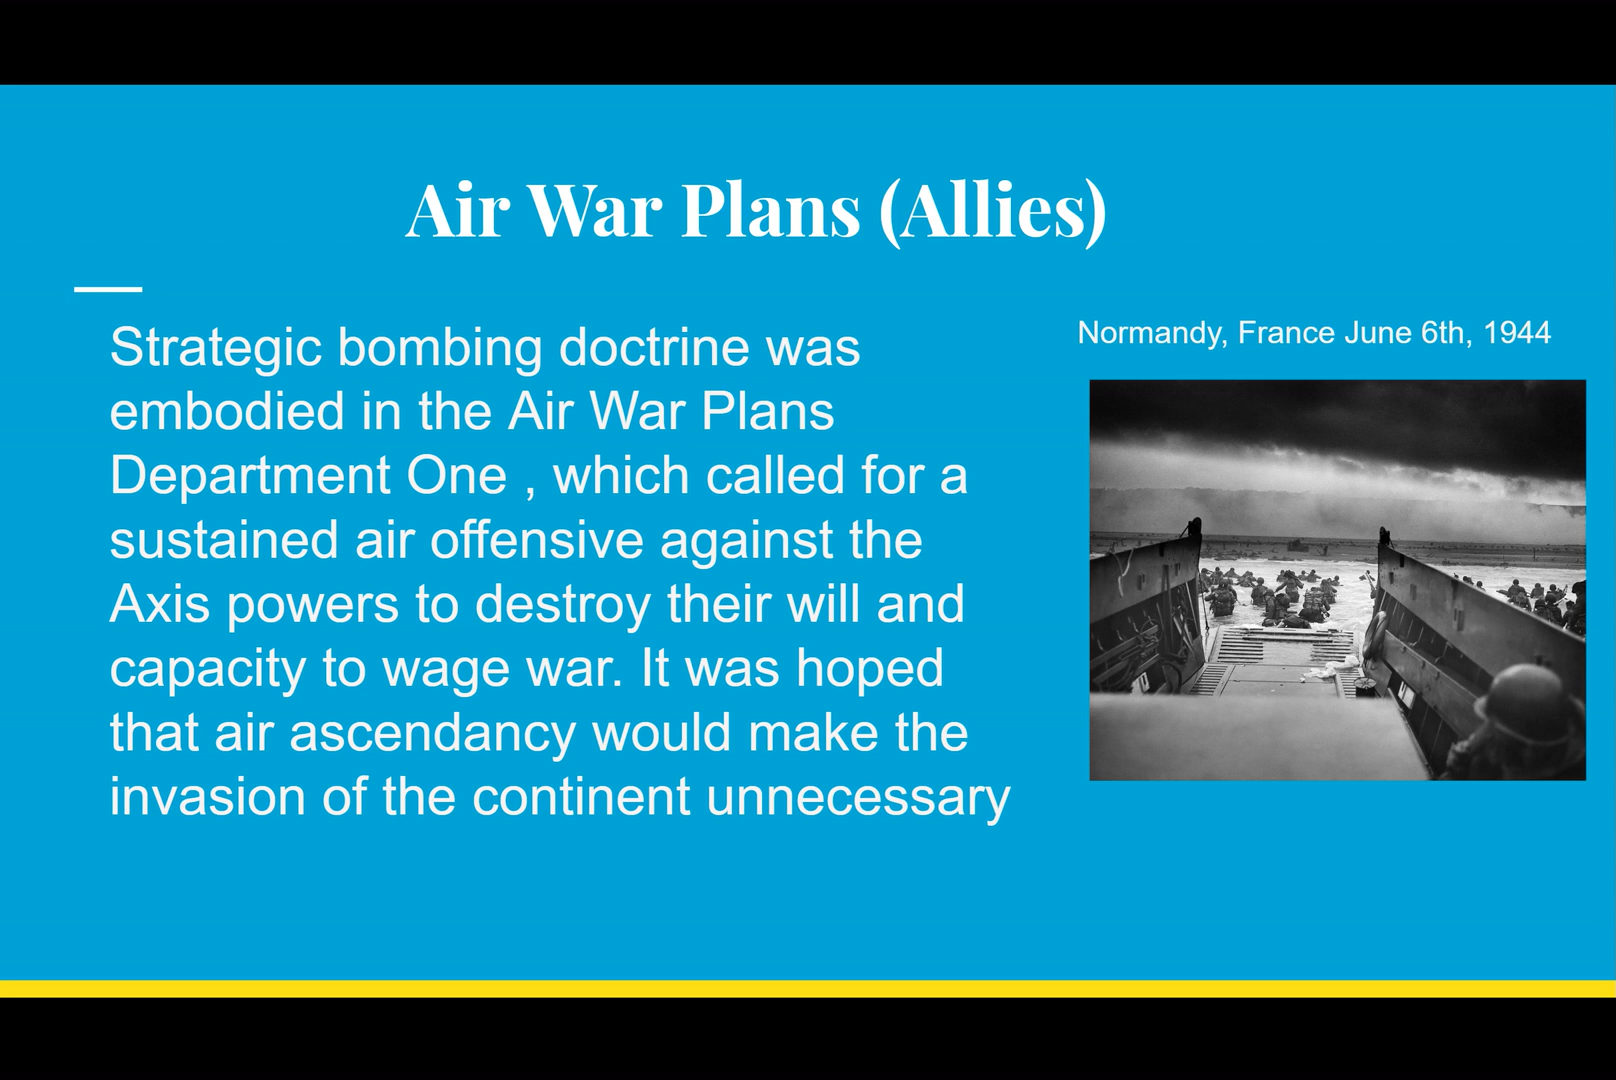 Air War Plans (Allies)
Strategic bombing doctrine was
embodied in the Air War Plans
Department One , which called for a
sustained air offensive against the
Axis powers to destroy their will and
capacity to wage war. It was hoped
that air ascendancy would make the
invasion of the continent unnecessary
Normandy, France June 6th, 1944